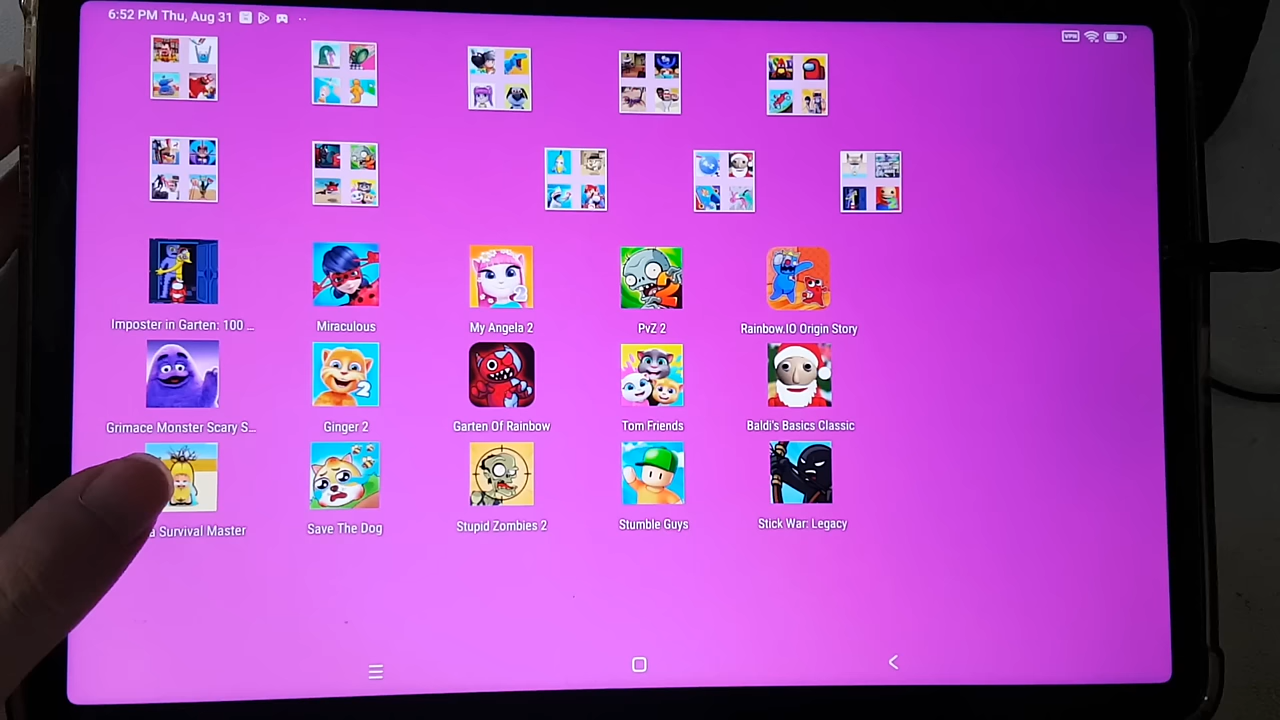 6:52 PM Thu, Aug 31
VPN
Imposter in Garten: 100 ...
Miraculous
My Angela 2
PvZ 2
Rainbow.IO Origin Story
Grimace Monster Scary S...
Ginger 2
Garten Of Rainbow
Tom Friends
Baldi's Basics Classic
a Survival Master
Save The Dog
Stupid Zombies 2
Stumble Guys
Stick War: Legacy